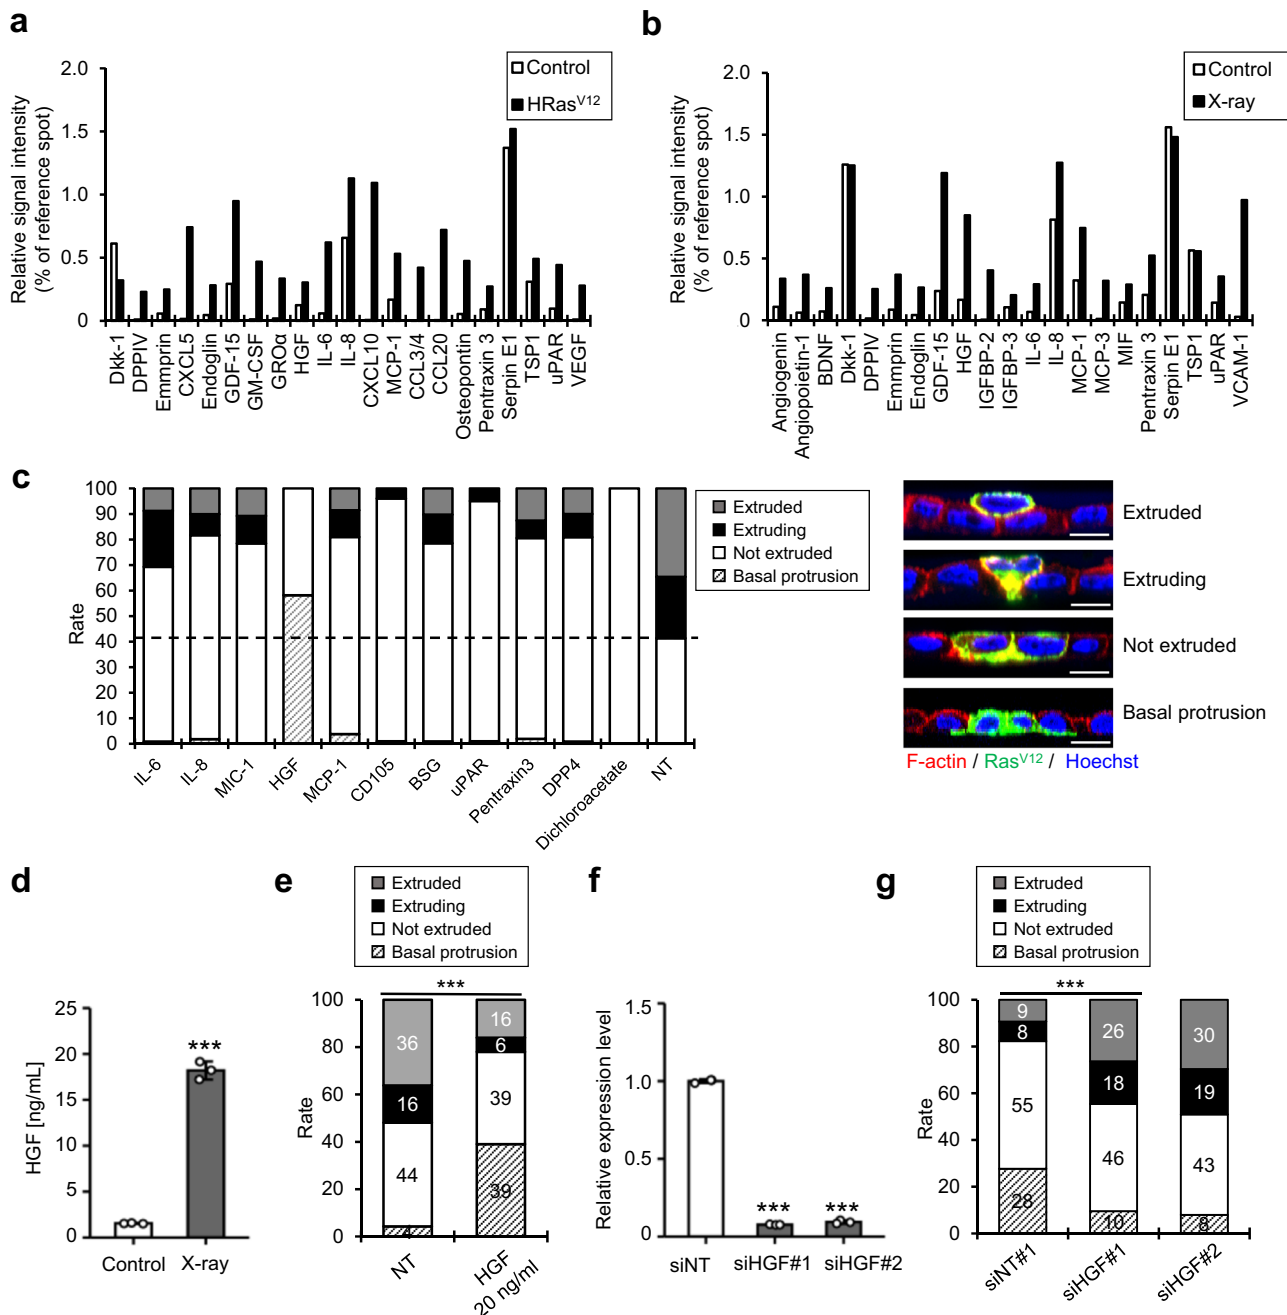 a
Control
HRasV12
Relative signal intensity
(% of reference spot)
2.0
1.5
1.0
0.5
0
Dkk-1
DPPIV
Emmprin
CXCL5
Endoglin
GDF-15
GM-CSF
GROα
HGF
IL-6
IL-8
CXCL10
MCP-1
CCL3/4
CCL20
Osteopontin
Pentraxin 3
Serpin E1
TSP1
uPAR
VEGF
b
Control
X-ray
Relative signal intensity
(% of reference spot)
2.0
1.5
1.0
0.5
0
Angiogenin
Angiopoietin-1
BDNF
Dkk-1
DPPIV
Emmprin
Endoglin
GDF-15
HGF
IGFBP-2
IGFBP-3
IL-6
IL-8
MCP-1
MCP-3
MIF
Pentraxin 3
Serpin E1
TSP1
uPAR
VCAM-1
c
Rate
100
90
80
70
60
50
40
30
20
10
0
IL-6
IL-8
MIC-1
HGF
MCP-1
CD105
BSG
uPAR
Pentraxin3
DPP4
Dichloroacetate
NT
Extruded
Extruding
Not extruded
Basal protrusion
Extruded
Extruding
Not extruded
Basal protrusion
F-actin / RasV12 / Hoechst
d
HGF [ng/mL]
25
20
15
10
5
0
***
Control
X-ray
e
Extruded
Extruding
Not extruded
Basal protrusion
***
Rate
100
80
60
40
20
0
36
16
44
4
16
6
39
39
NT
HGF
20 ng/ml
f
Relative expression level
1.5
1.0
0.5
0
***
***
siNT
siHGF#1
siHGF#2
g
Extruded
Extruding
Not extruded
Basal protrusion
***
Rate
100
80
60
40
20
0
9
8
55
28
26
18
46
10
30
19
43
8
siNT#1
siHGF#1
siHGF#2